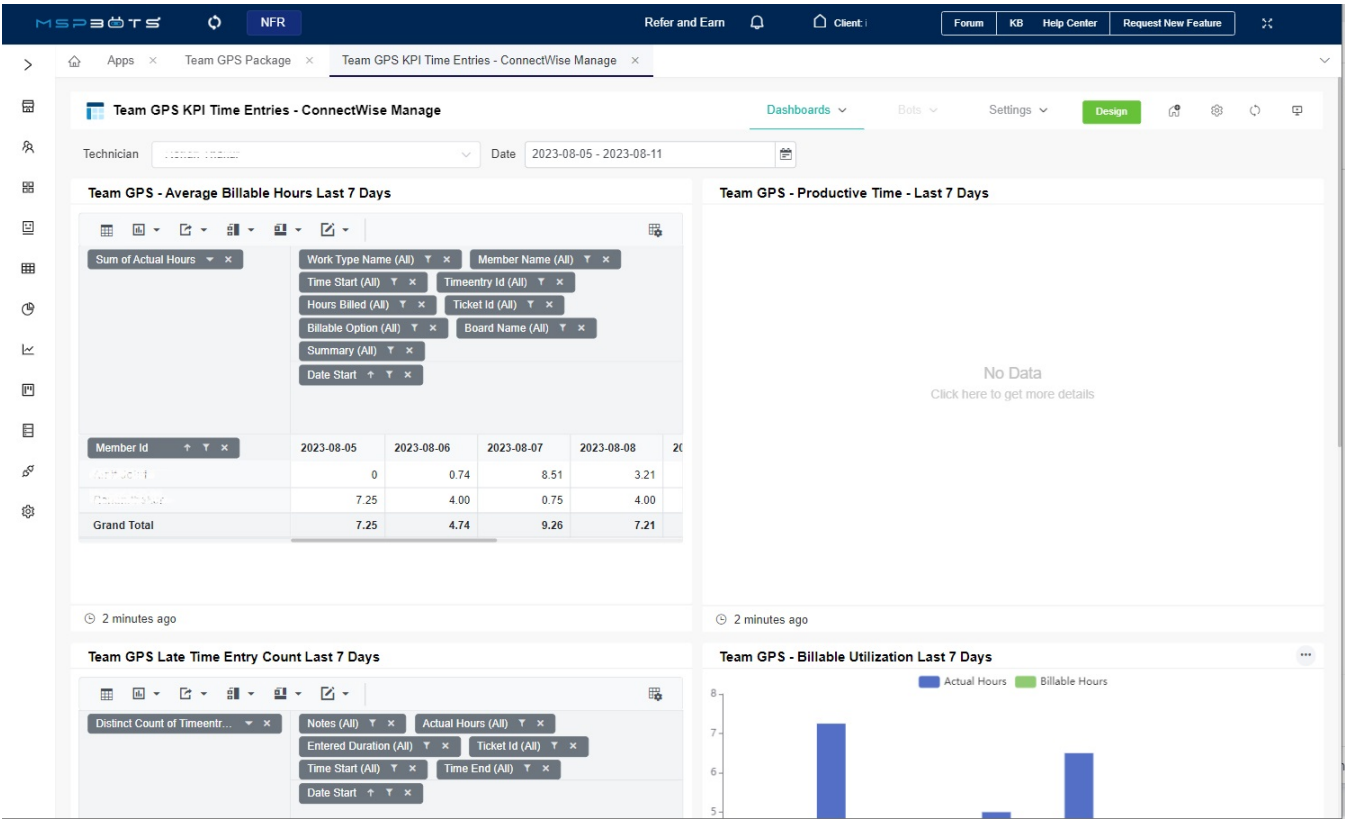 MSPBOTS NFR Refer and Earn Client: Forum KB Help Center Request New Feature
Apps × Team GPS Package × Team GPS KPI Time Entries - ConnectWise Manage ×
Team GPS KPI Time Entries - ConnectWise Manage Dashboards Bots Settings Design
Technician Date 2023-08-05 - 2023-08-11
Team GPS - Average Billable Hours Last 7 Days
Sum of Actual Hours
Work Type Name (All) Member Name (All)
Time Start (All) Timeentry Id (All)
Hours Billed (All) Ticket Id (All)
Billable Option (All) Board Name (All)
Summary (All)
Date Start
Member Id 2023-08-05 2023-08-06 2023-08-07 2023-08-08 20
0 0.74 8.51 3.21
7.25 4.00 0.75 4.00
Grand Total 7.25 4.74 9.26 7.21
2 minutes ago
Team GPS - Productive Time - Last 7 Days
No Data
Click here to get more details
2 minutes ago
Team GPS Late Time Entry Count Last 7 Days
Distinct Count of Timeentr...
Notes (All) Actual Hours (All)
Entered Duration (All) Ticket Id (All)
Time Start (All) Time End (All)
Date Start
Team GPS - Billable Utilization Last 7 Days
Actual Hours Billable Hours
8
7
6
5